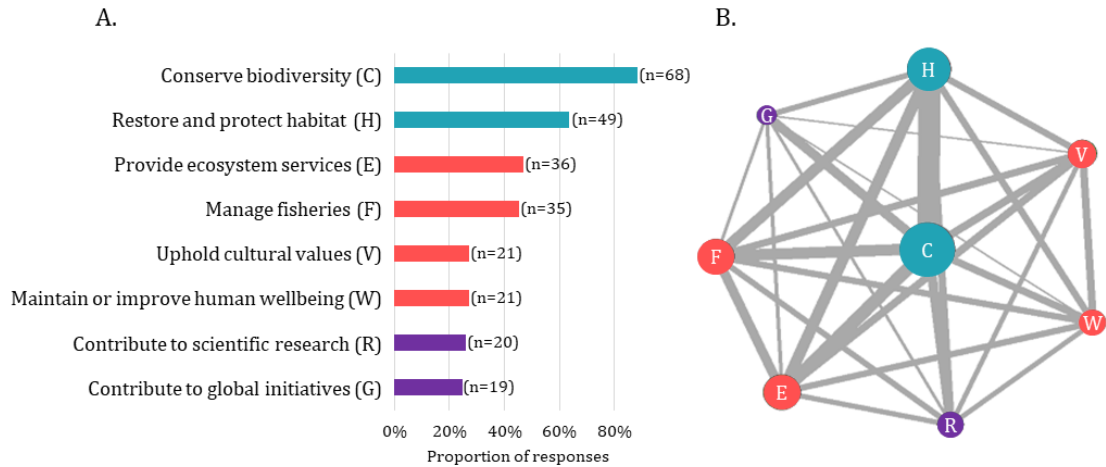 A.
Conserve biodiversity (C) (n=68)
Restore and protect habitat (H) (n=49)
Provide ecosystem services (E) (n=36)
Manage fisheries (F) (n=35)
Uphold cultural values (V) (n=21)
Maintain or improve human wellbeing (W) (n=21)
Contribute to scientific research (R) (n=20)
Contribute to global initiatives (G) (n=19)
0% 20% 40% 60% 80%
Proportion of responses
B.
H
G
V
C
F
W
E
R